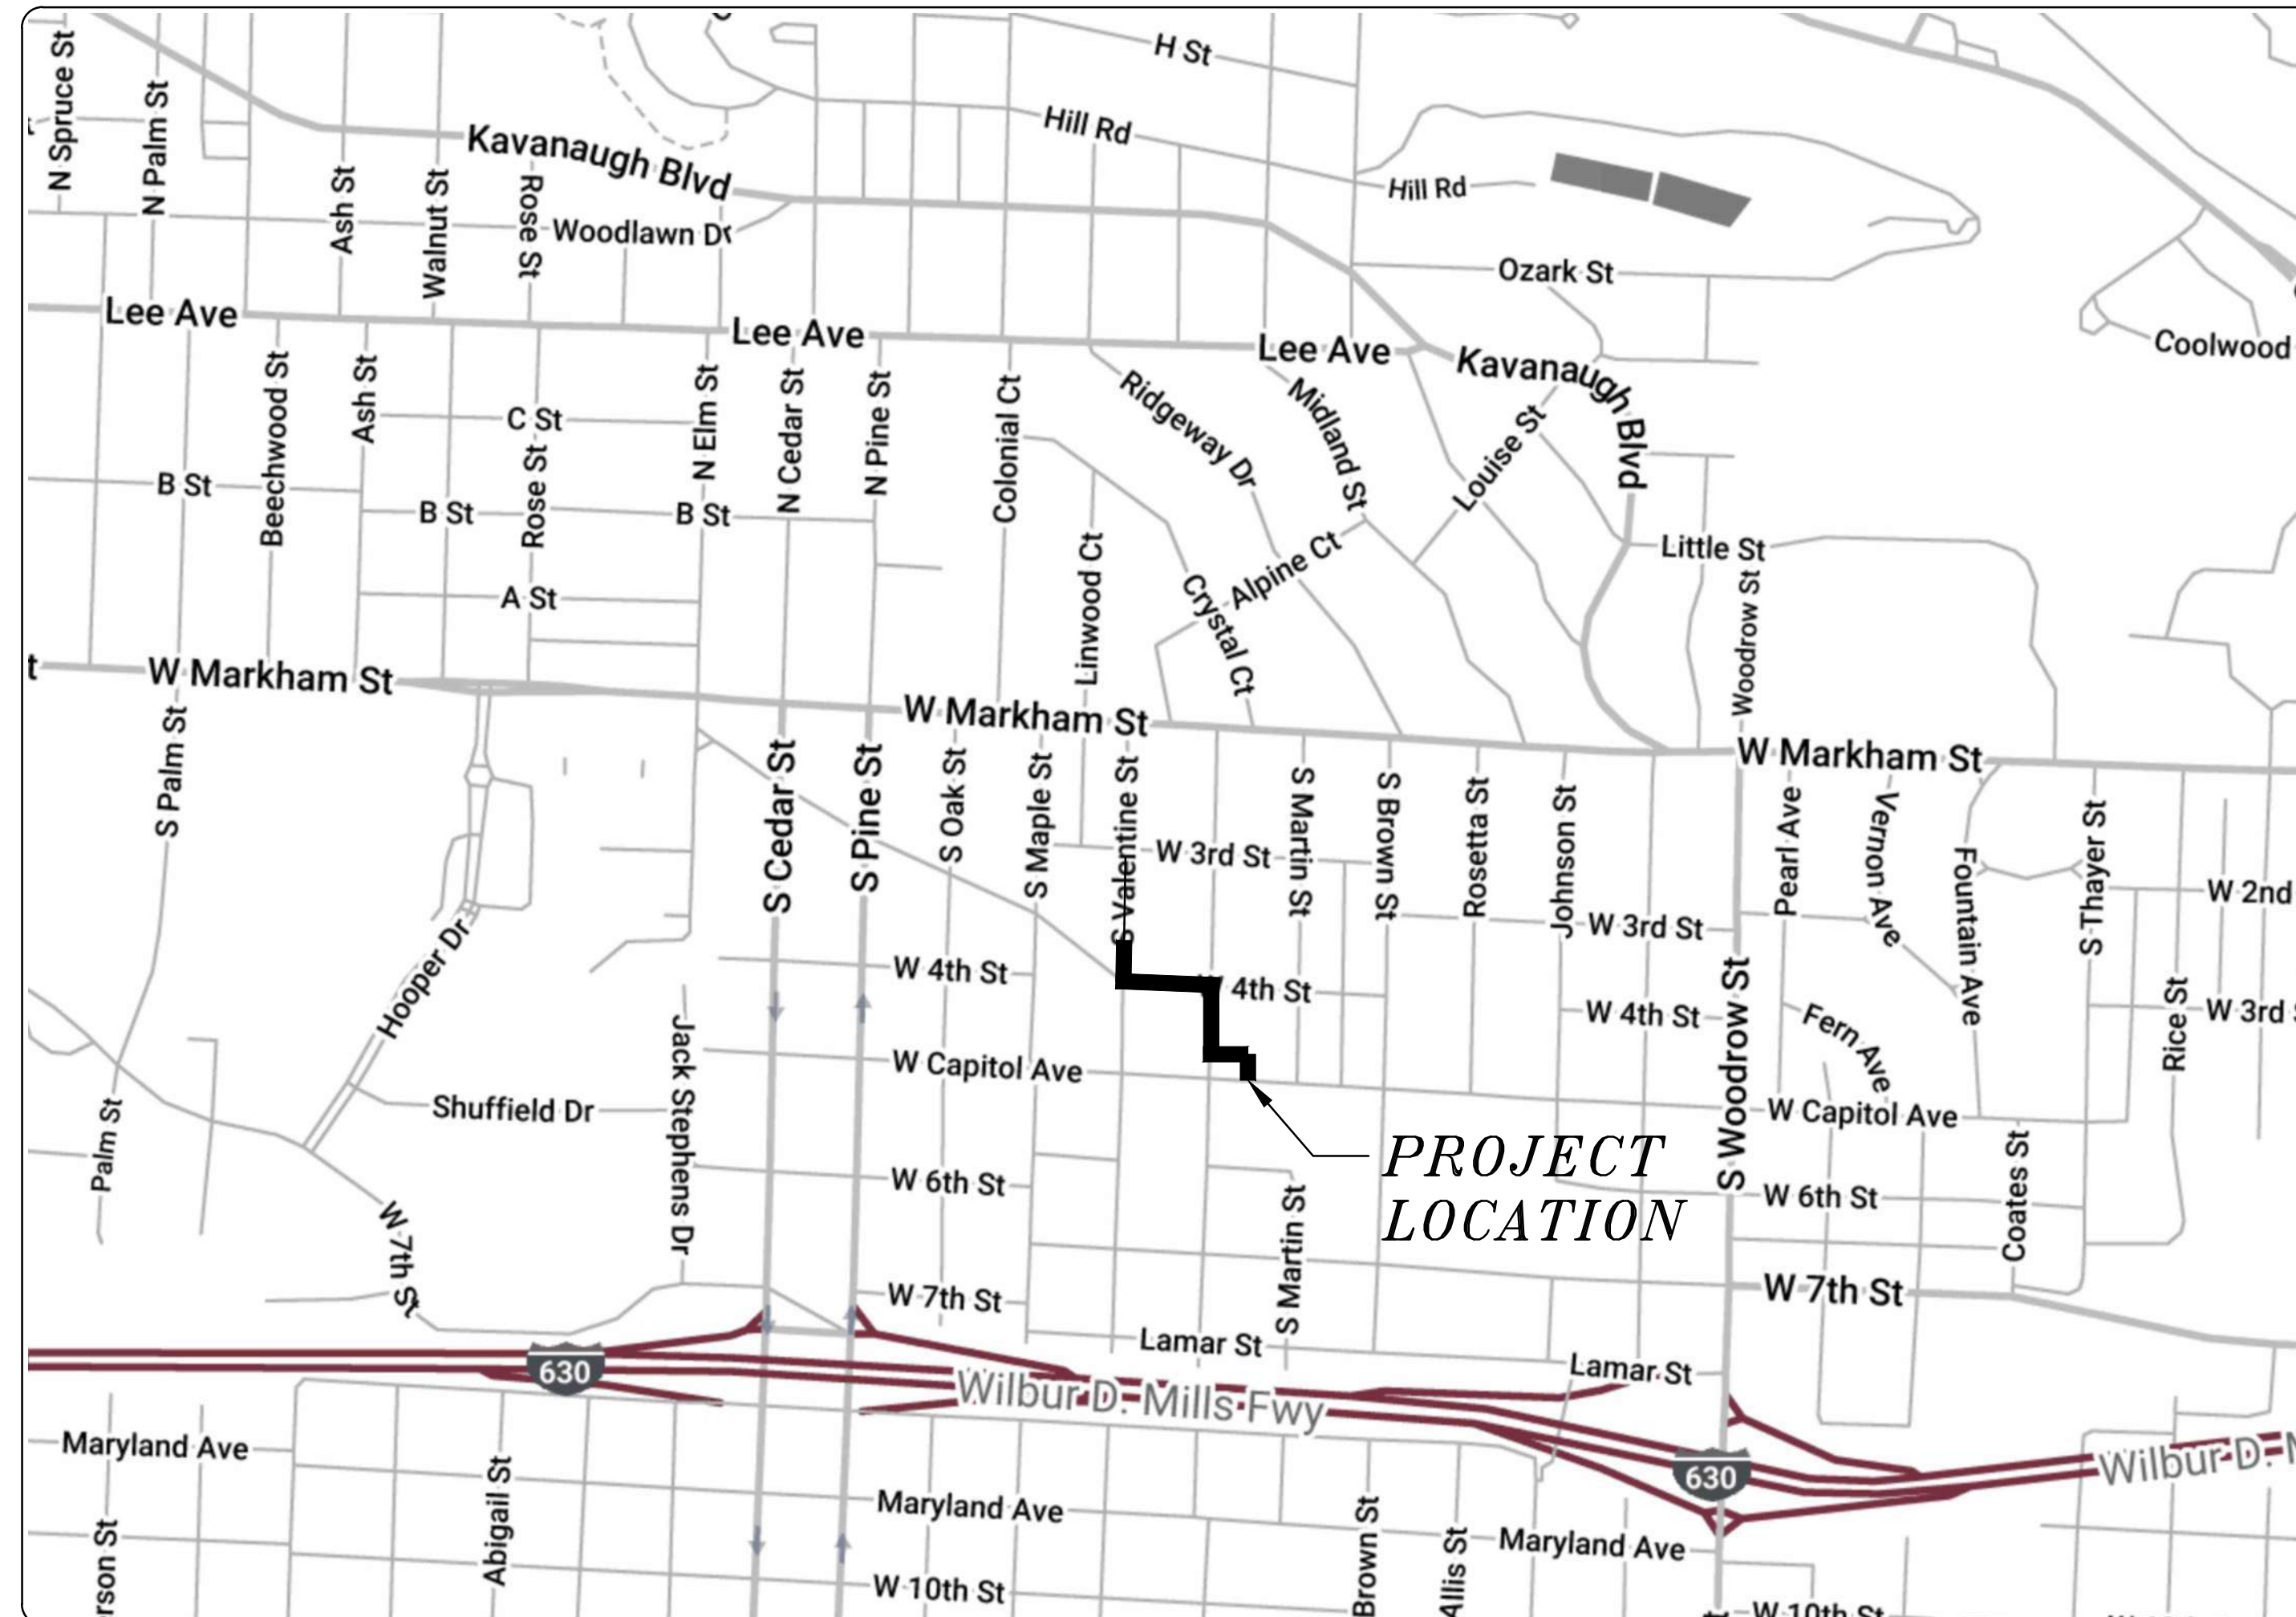 H St
N Spruce St
N Palm St
Hill Rd
Kavanaugh Blvd
Hill Rd
Ash St
Walnut St
Rose St
Woodlawn Dr
Ozark St
Lee Ave
Lee Ave
Lee Ave
Coolwood
Kavanaugh Blvd
Beechwood St
Ash St
C St
N Elm St
N Cedar St
N Pine St
Colonial Ct
Ridgeway Dr
Midland St
Louise St
B St
B St
Rose St
B St
Linwood Ct
Alpine Ct
Crystal Ct
Little St
Woodrow St
A St
t
W Markham St
W Markham St
W Markham St
S Palm St
S Cedar St
S Pine St
S Oak St
S Maple St
S Valentine St
W 3rd St
S Martin St
S Brown St
Rosetta St
Johnson St
W 3rd St
Pearl Ave
Vernon Ave
Fountain Ave
S Thayer St
W 2nd
Hooper Dr
W 4th St
4th St
W 4th St
S Woodrow St
Fern Ave
Rice St
W 3rd S
Jack Stephens Dr
W Capitol Ave
W Capitol Ave
Shuffield Dr
Palm St
PROJECT
LOCATION
W 6th St
W 6th St
Coates St
W 7th St
S Martin St
W 7th St
W 7th St
Lamar St
Lamar St
630
Wilbur D. Mills Fwy
630
Wilbur D. M
Maryland Ave
Abigail St
Maryland Ave
Brown St
Allis St
Maryland Ave
rson St
W 10th St
W 10th St